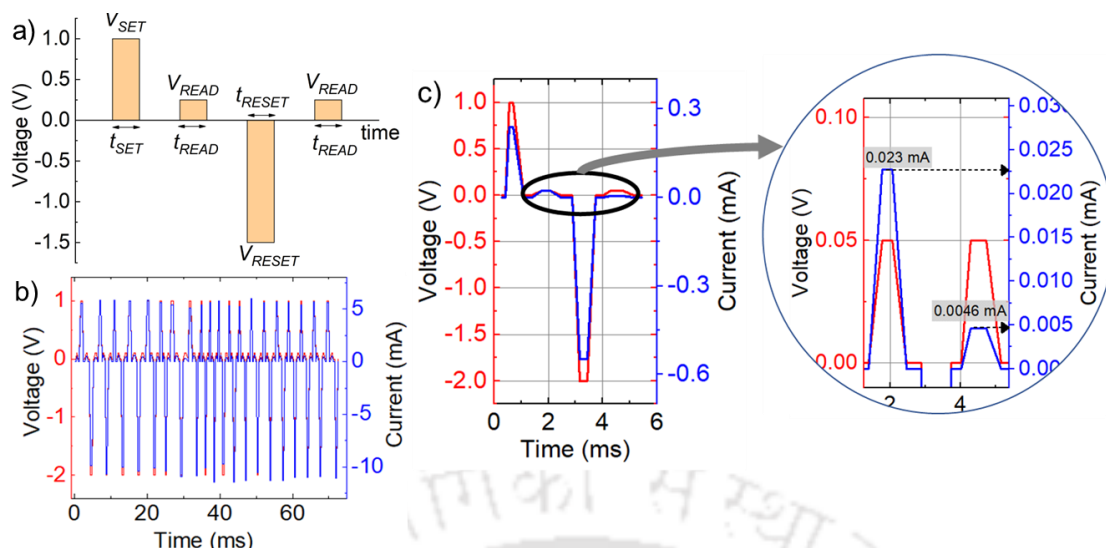 a)
V_SET
1.0
0.5
0.0
-0.5
-1.0
-1.5
Voltage (V)
V_READ
t_RESET
V_READ
time
t_SET
t_READ
t_READ
V_RESET
b)
1
0
-1
-2
Voltage (V)
5
0
-5
-10
Current (mA)
0 20 40 60
Time (ms)
c)
1.0
0.5
0.0
-0.5
-1.0
-1.5
-2.0
Voltage (V)
0.3
0.0
-0.3
-0.6
Current (mA)
0 2 4 6
Time (ms)
0.10
0.05
0.00
Voltage (V)
0.023 mA
0.0046 mA
0.025
0.020
0.015
0.010
0.005
Current (mA)
2 4